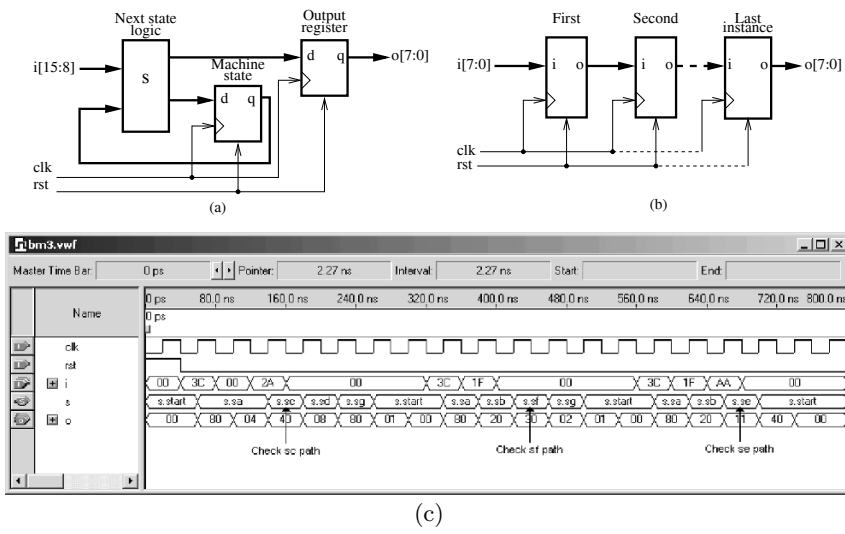 Next state
logic
Output
register
i[15:8]
s
Machine
state
d q
d q
o[7:0]
clk
rst
(a)
First Second Last
instance
i[7:0]
i o i o i o
o[7:0]
clk
rst
(b)
bm3.vwf
Master Time Bar: 0 ps Pointer: 2.27 ns Interval: 2.27 ns Start: End:
Name
0 ps 80.0 ns 160.0 ns 240.0 ns 320.0 ns 400.0 ns 480.0 ns 560.0 ns 640.0 ns 720.0 ns 800.0 ns
0 ps
clk
rst
i 00 3C 00 2A 00 3C 1F 00 3C 1F AA 00
s s.start s.sa s.sc s.sd s.sg s.start s.sa s.sb s.sf s.sg s.start s.sa s.sb s.se s.start
o 00 80 04 40 08 80 01 00 80 20 30 02 01 00 80 20 11 40 00
Check sc path Check sf path Check se path
(c)